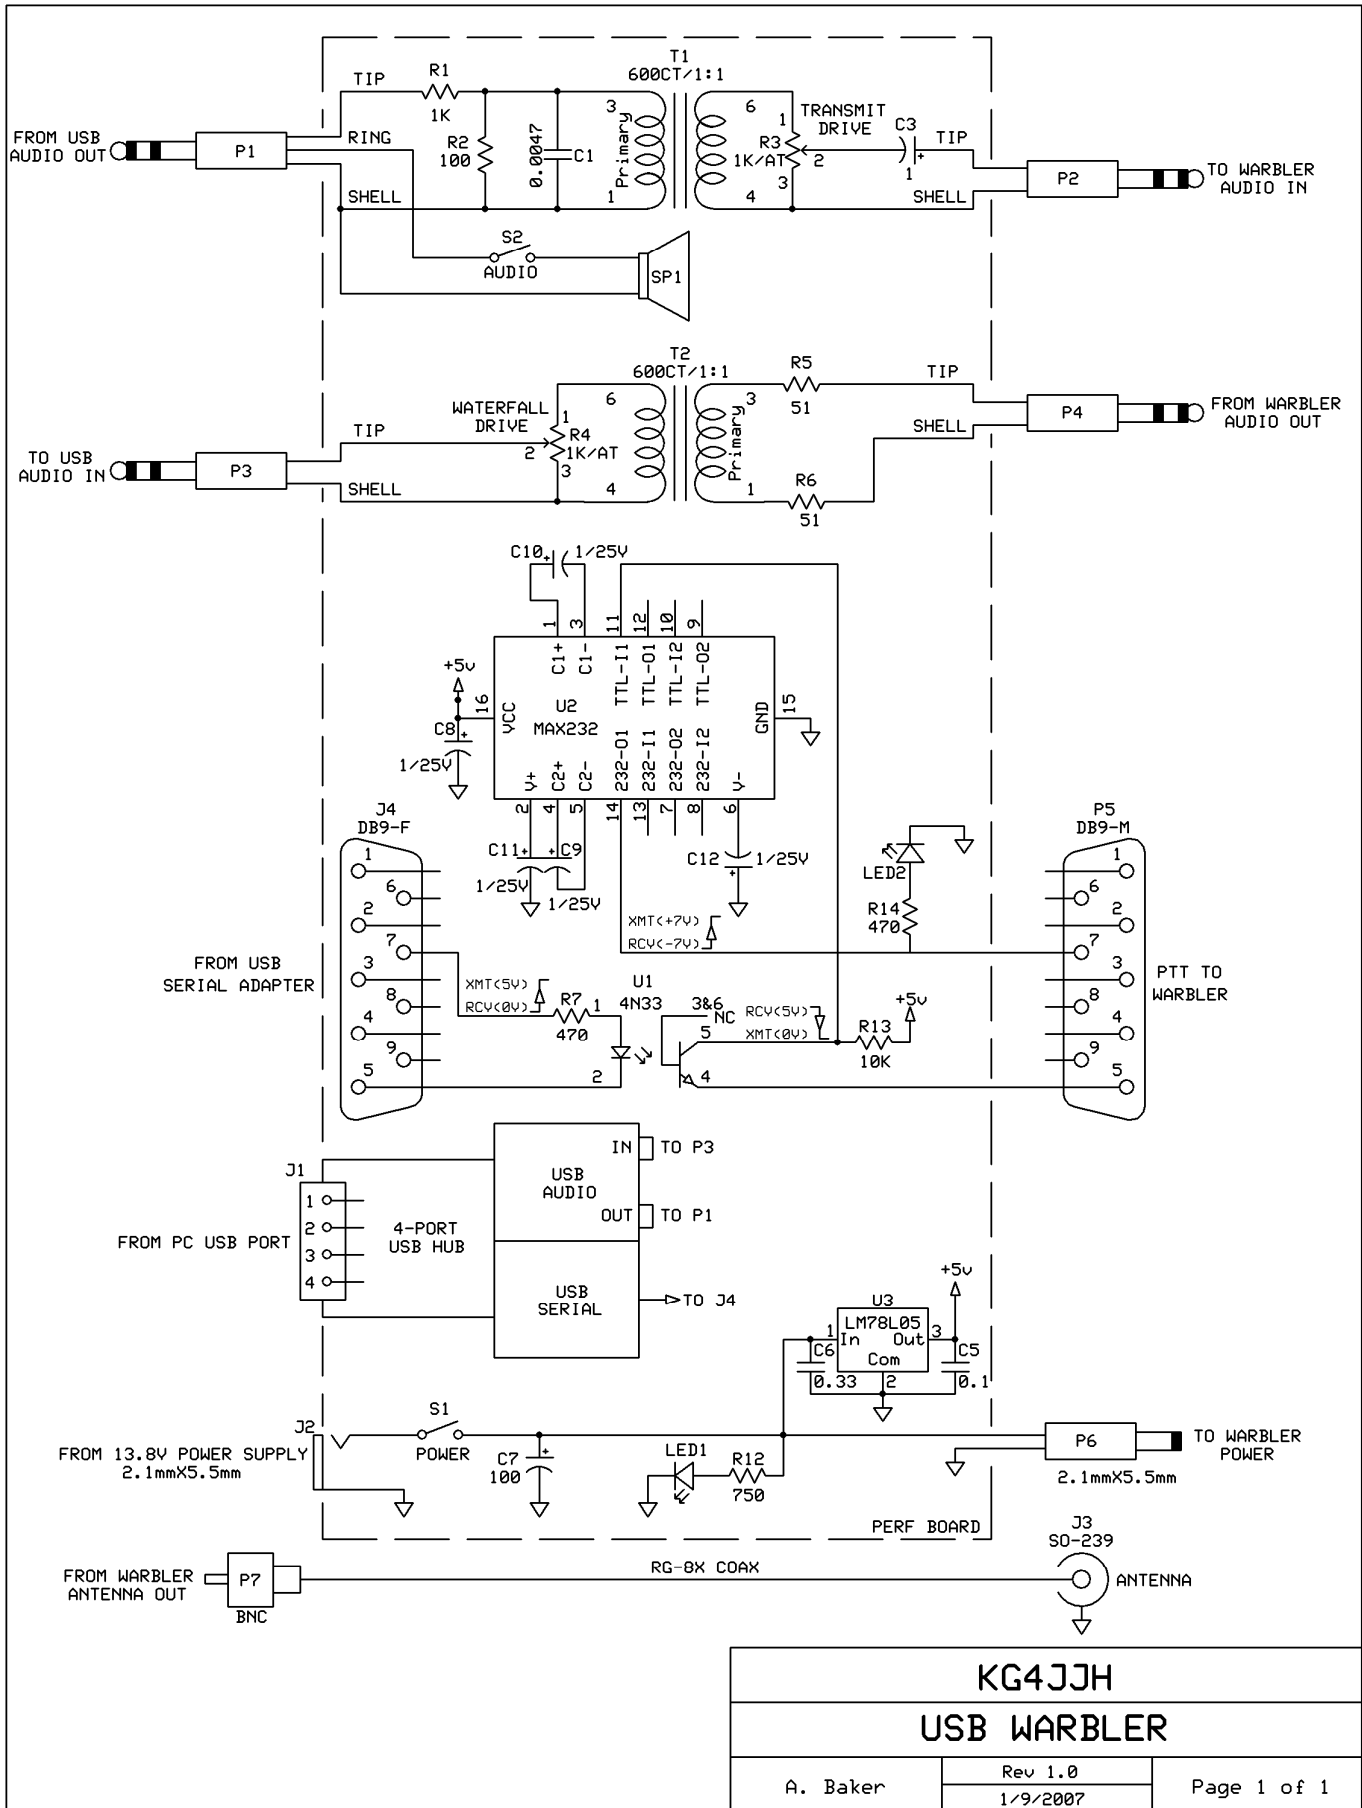 T1
600CT/1:1
TIP
R1
1K
FROM USB
AUDIO OUT
P1
RING
R2
100
0.0047
C1
3
Primary
1
SHELL
6
4
1
R3
1K/AT
2
3
TRANSMIT
DRIVE
C3
+
1
TIP
SHELL
P2
TO WARBLER
AUDIO IN
S2
AUDIO
SP1
T2
600CT/1:1
R5
51
TIP
WATERFALL
DRIVE
6
1
R4
1K/AT
2
3
4
3
Primary
1
SHELL
R6
51
P4
FROM WARBLER
AUDIO OUT
TIP
TO USB
AUDIO IN
P3
SHELL
C10
+
1/25V
1
3
11
12
10
9
C1+
C1-
TTL-I1
TTL-O1
TTL-I2
TTL-O2
+5v
16
VCC
U2
MAX232
GND
15
C8
+
1/25V
V+
C2+
C2-
232-O1
232-I1
232-O2
232-I2
V-
2
4
5
14
13
7
8
6
C11
+
+
C9
1/25V
1/25V
C12
1/25V
+
J4
DB9-F
1
6
2
7
3
8
4
9
5
FROM USB
SERIAL ADAPTER
P5
DB9-M
1
6
2
7
3
8
4
9
5
PTT TO
WARBLER
LED2
R14
470
XMT(+7V)
RCV(-7V)
XMT(5V)
RCV(0V)
R7
470
1
2
U1
4N33
3&6
NC
5
4
RCV(5V)
XMT(0V)
+5v
R13
10K
J1
1
2
3
4
FROM PC USB PORT
4-PORT
USB HUB
USB
AUDIO
IN
TO P3
OUT
TO P1
USB
SERIAL
TO J4
+5v
U3
LM78L05
1
In
Out
3
Com
2
C6
0.33
C5
0.1
J2
FROM 13.8V POWER SUPPLY
2.1mmX5.5mm
S1
POWER
C7
100
+
LED1
R12
750
P6
2.1mmX5.5mm
TO WARBLER
POWER
PERF BOARD
FROM WARBLER
ANTENNA OUT
P7
BNC
RG-8X COAX
J3
SO-239
ANTENNA
KG4JJH
USB WARBLER
A. Baker
Rev 1.0
1/9/2007
Page 1 of 1